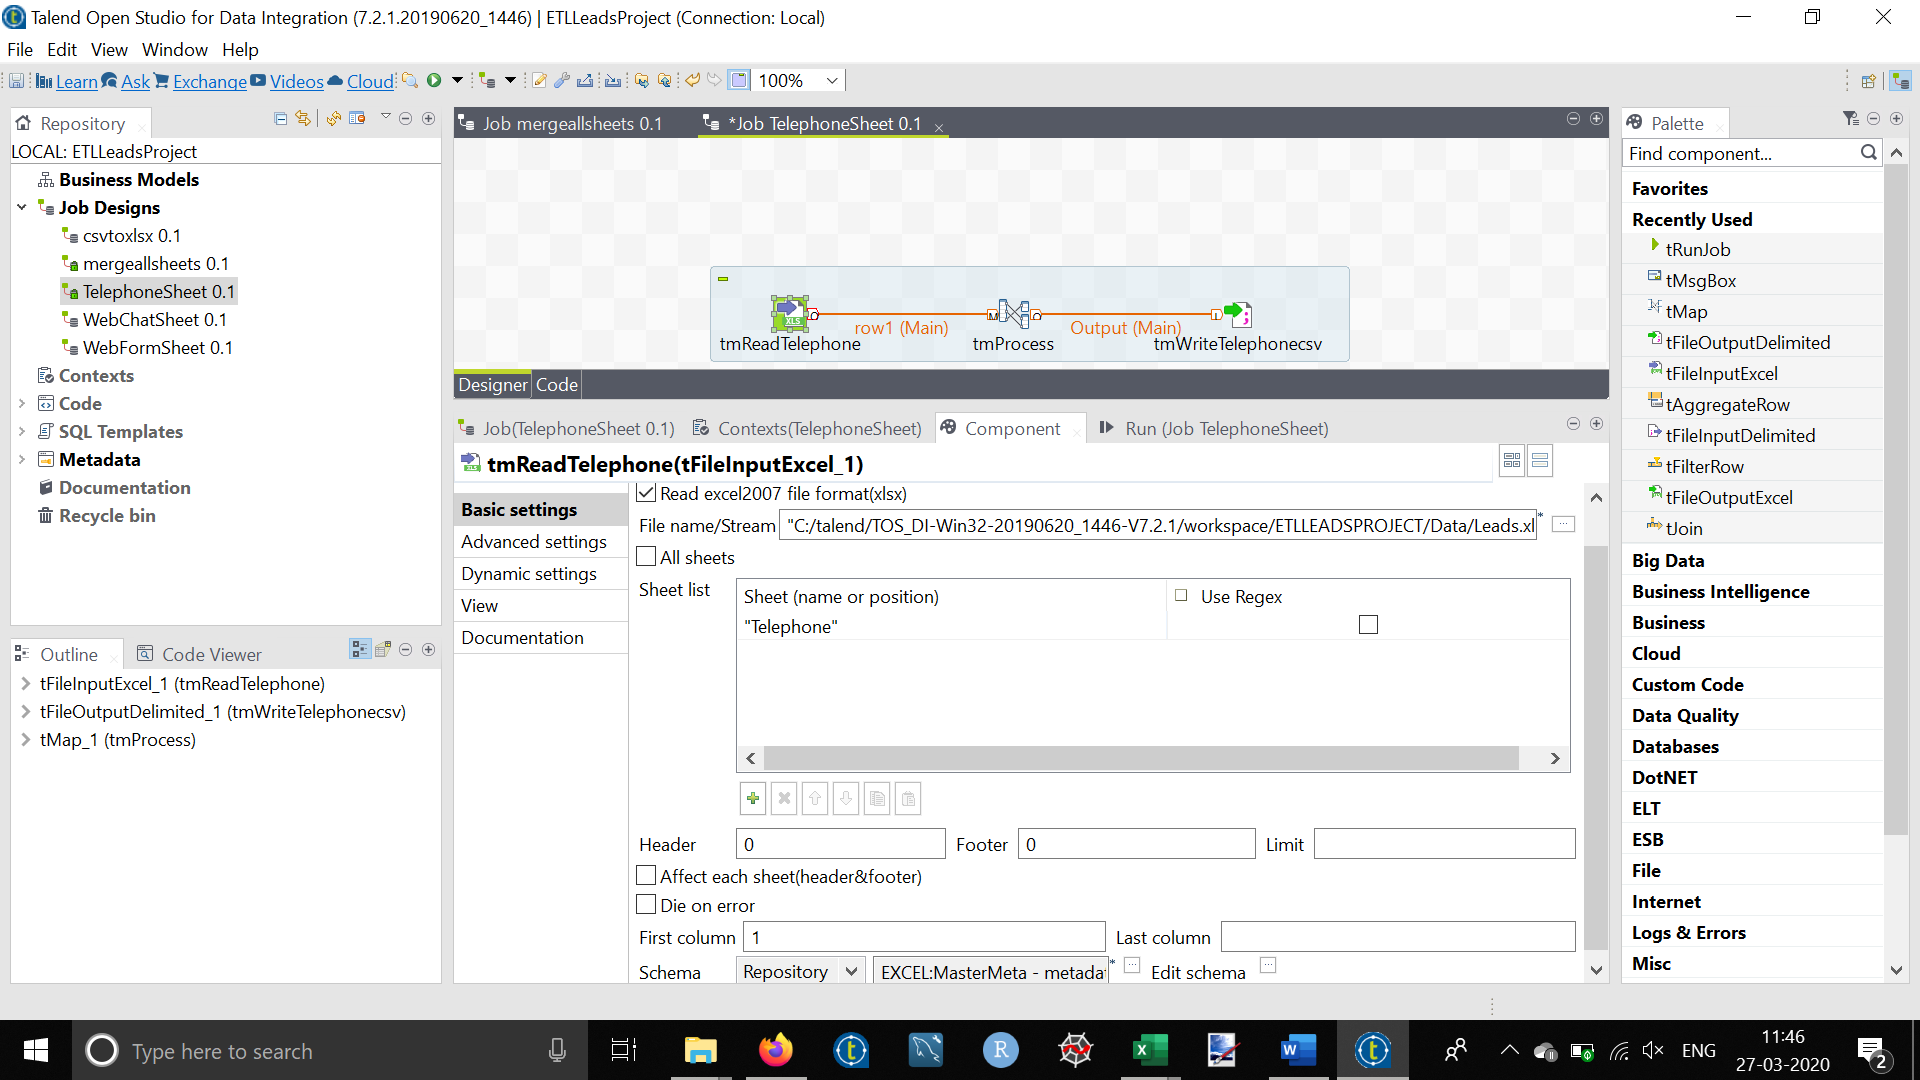 Talend Open Studio for Data Integration (7.2.1.20190620_1446) | ETLLeadsProject (Connection: Local)
File Edit View Window Help
Learn Ask Exchange Videos Cloud 100%
Repository
LOCAL: ETLLeadsProject
Business Models
Job Designs
csvtoxlsx 0.1
mergeallsheets 0.1
TelephoneSheet 0.1
WebChatSheet 0.1
WebFormSheet 0.1
Contexts
Code
SQL Templates
Metadata
Documentation
Recycle bin
Outline Code Viewer
tFileInputExcel_1 (tmReadTelephone)
tFileOutputDelimited_1 (tmWriteTelephonecsv)
tMap_1 (tmProcess)
Job mergeallsheets 0.1 *Job TelephoneSheet 0.1
row1 (Main) Output (Main)
tmReadTelephone tmProcess tmWriteTelephonecsv
Designer Code
Job(TelephoneSheet 0.1) Contexts(TelephoneSheet) Component Run (Job TelephoneSheet)
tmReadTelephone(tFileInputExcel_1)
Basic settings
Advanced settings
Dynamic settings
View
Documentation
Read excel2007 file format(xlsx)
File name/Stream "C:/talend/TOS_DI-Win32-20190620_1446-V7.2.1/workspace/ETLLEADSPROJECT/Data/Leads.xl *
All sheets
Sheet list Sheet (name or position) Use Regex
"Telephone"
Header 0 Footer 0 Limit
Affect each sheet(header&footer)
Die on error
First column 1 Last column
Schema Repository EXCEL:MasterMeta - metada * Edit schema
Palette
Find component...
Favorites
Recently Used
tRunJob
tMsgBox
tMap
tFileOutputDelimited
tFileInputExcel
tAggregateRow
tFileInputDelimited
tFilterRow
tFileOutputExcel
tJoin
Big Data
Business Intelligence
Business
Cloud
Custom Code
Data Quality
Databases
DotNET
ELT
ESB
File
Internet
Logs & Errors
Misc
Type here to search
ENG
11:46
27-03-2020
2